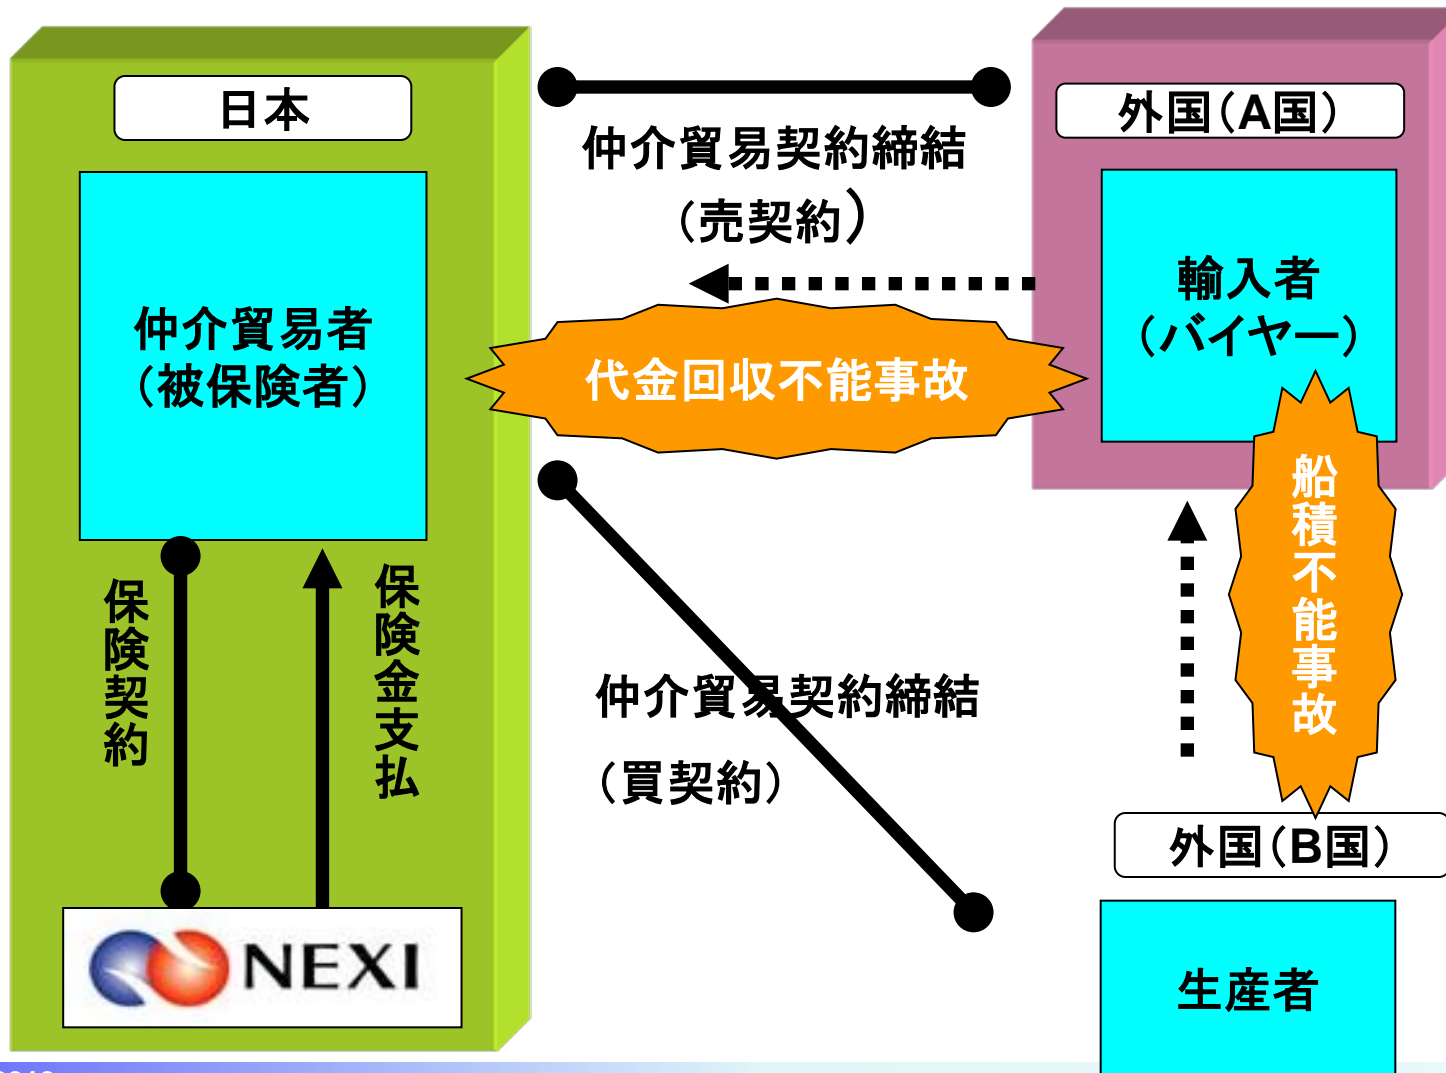 日本
外国(A国)
仲介貿易契約締結
(売契約)
輸入者
(バイヤー)
仲介貿易者
(被保険者)
代金回収不能事故
船積不能事故
保険契約
保険金支払
仲介貿易契約締結
(買契約)
外国(B国)
NEXI
生産者